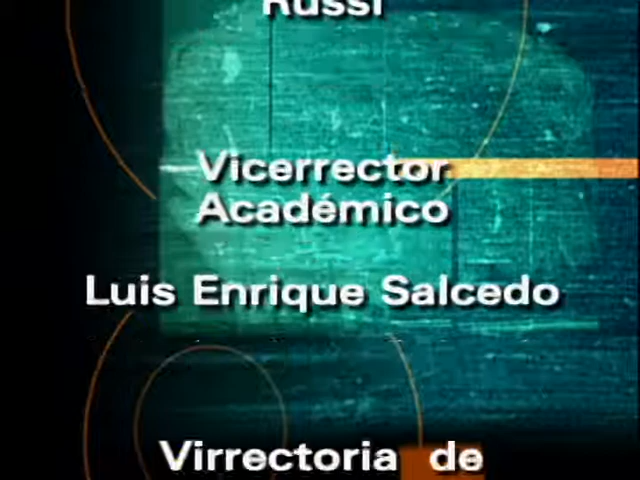 Russi
Vicerrector
Académico
Luis Enrique Salcedo
Virrectoria de